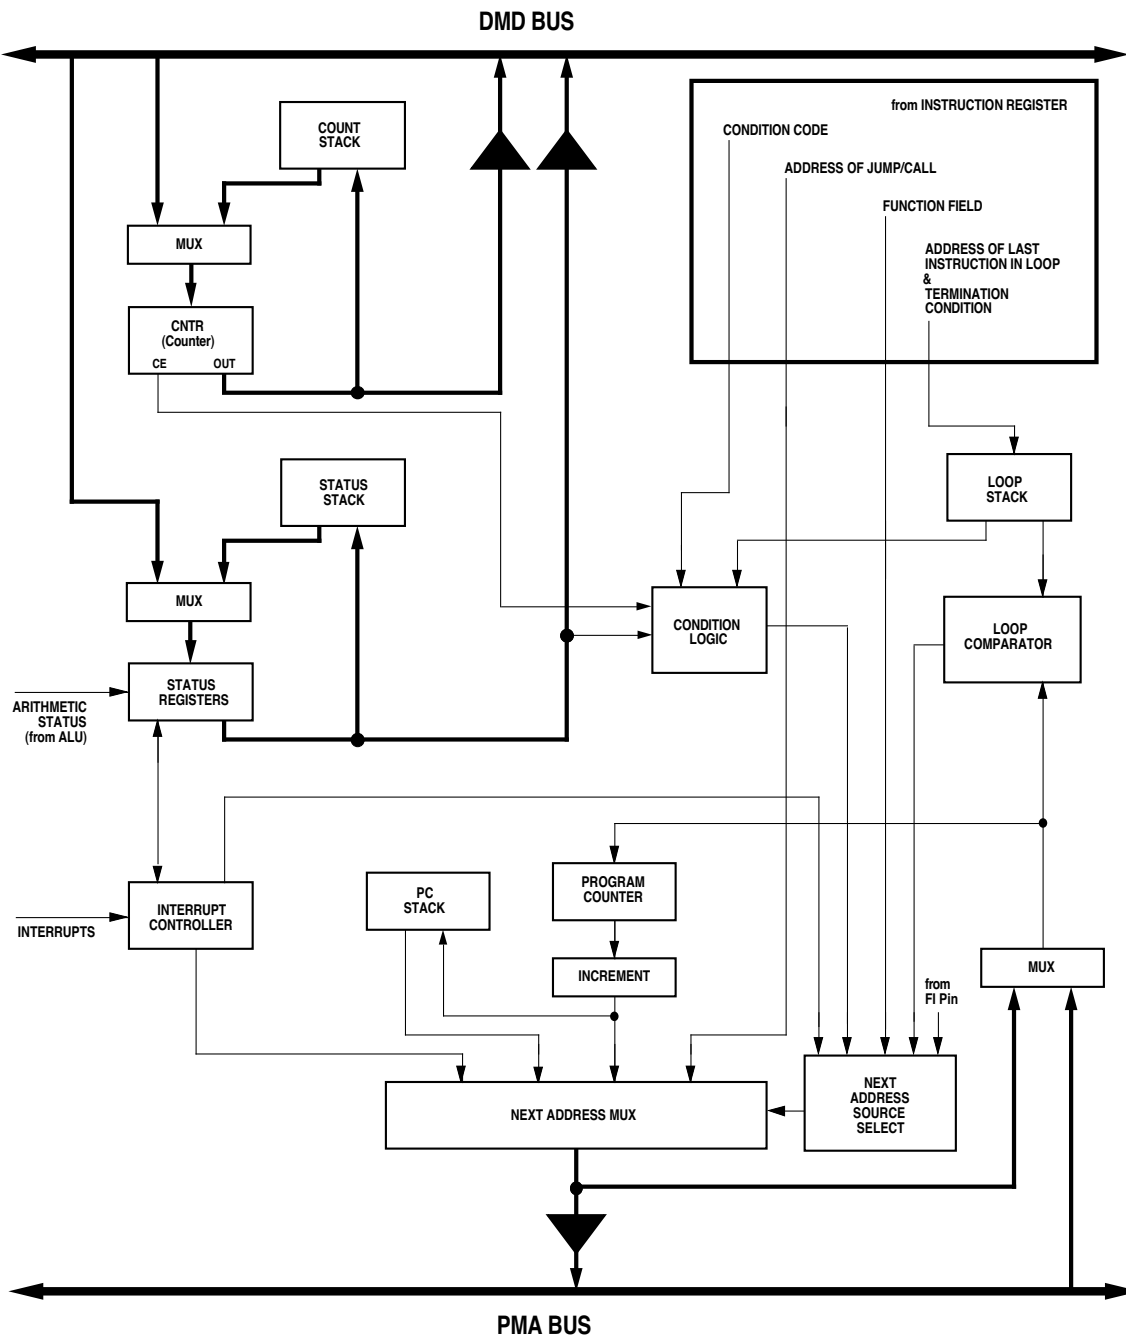 DMD BUS
from INSTRUCTION REGISTER
COUNT
STACK
CONDITION CODE
ADDRESS OF JUMP/CALL
FUNCTION FIELD
MUX
ADDRESS OF LAST
INSTRUCTION IN LOOP
&
TERMINATION
CONDITION
CNTR
(Counter)
CE OUT
STATUS
STACK
LOOP
STACK
MUX
CONDITION
LOGIC
LOOP
COMPARATOR
STATUS
REGISTERS
ARITHMETIC
STATUS
(from ALU)
PROGRAM
COUNTER
PC
STACK
INTERRUPT
CONTROLLER
INTERRUPTS
INCREMENT
MUX
from
FI Pin
NEXT
ADDRESS
SOURCE
SELECT
NEXT ADDRESS MUX
PMA BUS